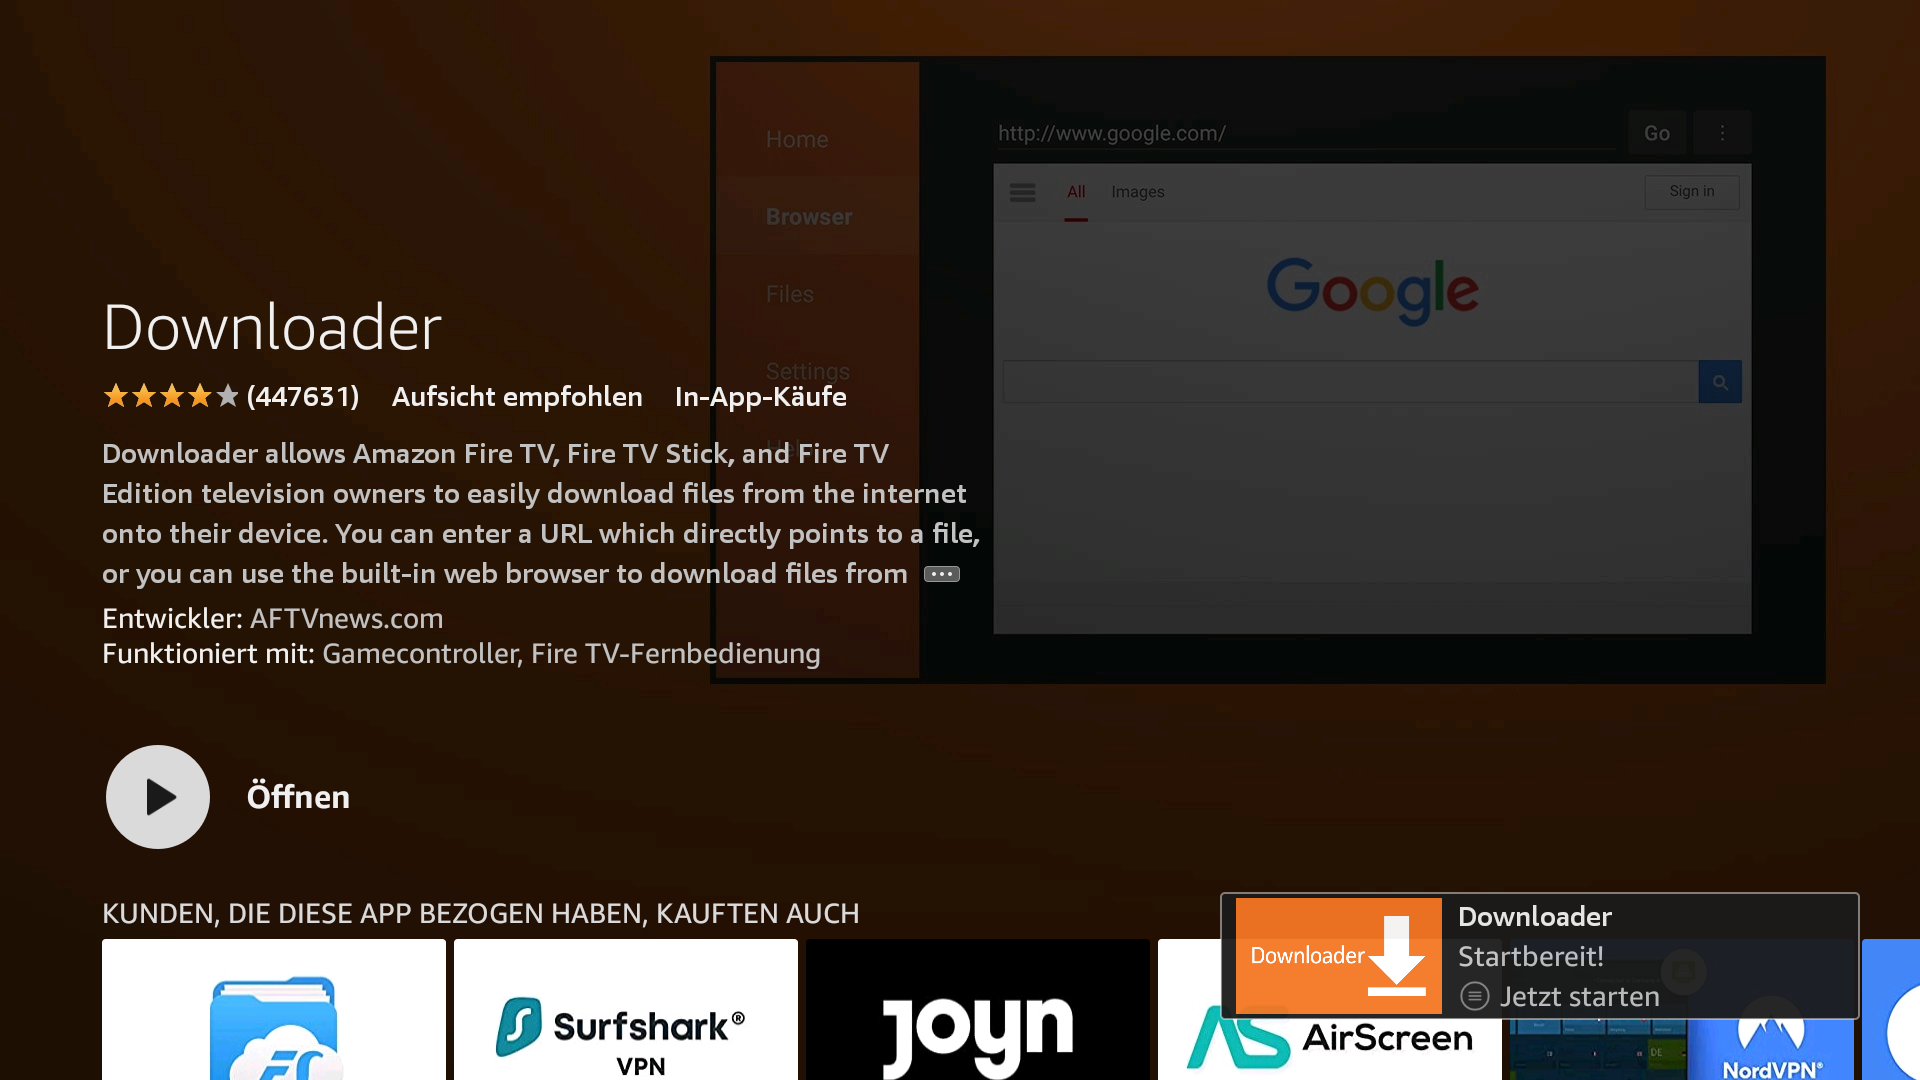 Home
Browser
Files
Settings
http://www.google.com/
Go
All
Images
Sign in
Google
Downloader
(447631) Aufsicht empfohlen In-App-Käufe
Downloader allows Amazon Fire TV, Fire TV Stick, and Fire TV
Edition television owners to easily download files from the internet
onto their device. You can enter a URL which directly points to a file,
or you can use the built-in web browser to download files from
Entwickler: AFTVnews.com
Funktioniert mit: Gamecontroller, Fire TV-Fernbedienung
Öffnen
KUNDEN, DIE DIESE APP BEZOGEN HABEN, KAUFTEN AUCH
Surfshark®
VPN
joyn
AirScreen
NordVPN®
Downloader
Downloader
Startbereit!
Jetzt starten